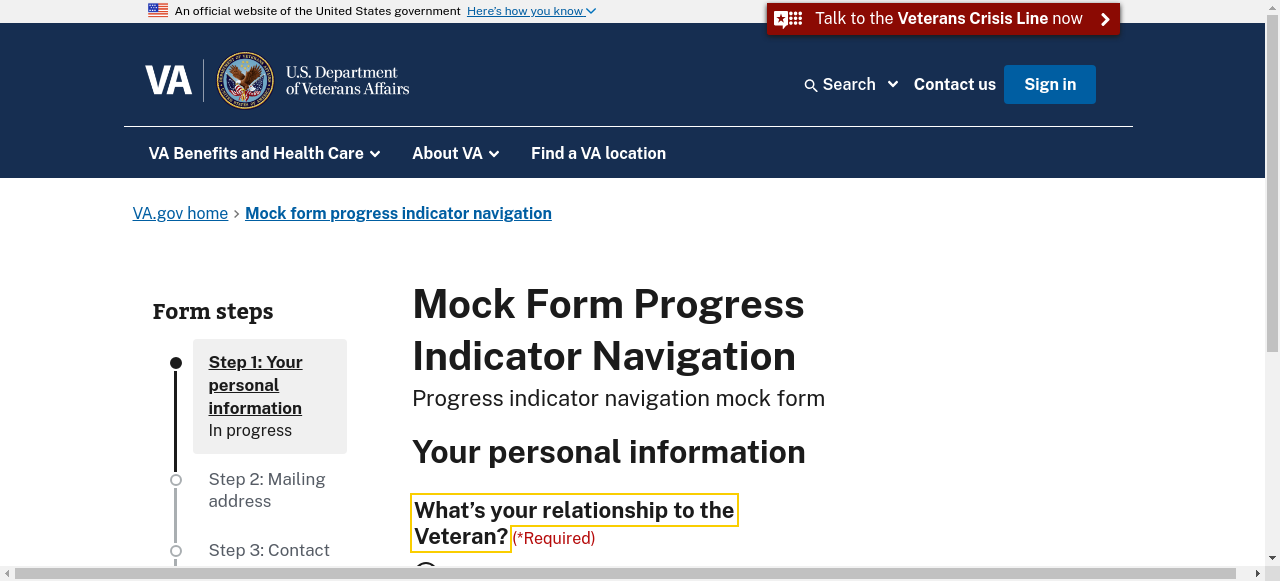 An official website of the United States government Here's how you know
Talk to the Veterans Crisis Line now
VA
U.S. Department
of Veterans Affairs
Search Contact us Sign in
VA Benefits and Health Care About VA Find a VA location
VA.gov home Mock form progress indicator navigation
Form steps
Step 1: Your
personal
information
In progress
Step 2: Mailing
address
Step 3: Contact
Mock Form Progress
Indicator Navigation
Progress indicator navigation mock form
Your personal information
What’s your relationship to the
Veteran? (*Required)